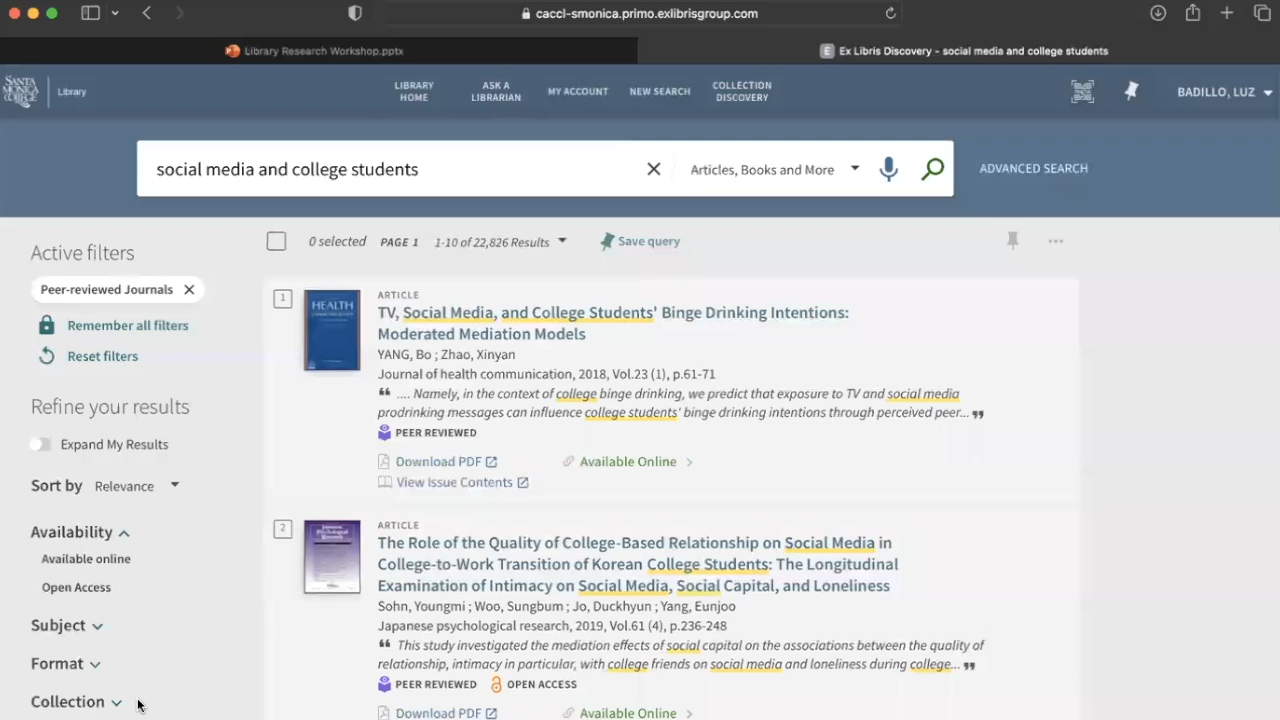 caccl-smonica.primo.exlibrisgroup.com
Library Research Workshop.pptx
E Ex Libris Discovery - social media and college students
SANTA MONICA COLLEGE
Library
LIBRARY HOME
ASK A LIBRARIAN
MY ACCOUNT
NEW SEARCH
COLLECTION DISCOVERY
BADILLO, LUZ
social media and college students
Articles, Books and More
ADVANCED SEARCH
Active filters
Peer-reviewed Journals
Remember all filters
Reset filters
Refine your results
Expand My Results
Sort by Relevance
Availability
Available online
Open Access
Subject
Format
Collection
0 selected PAGE 1 1-10 of 22,826 Results Save query
1
ARTICLE
TV, Social Media, and College Students' Binge Drinking Intentions:
Moderated Mediation Models
YANG, Bo ; Zhao, Xinyan
Journal of health communication, 2018, Vol.23 (1), p.61-71
“ .... Namely, in the context of college binge drinking, we predict that exposure to TV and social media
prodrinking messages can influence college students' binge drinking intentions through perceived peer... ”
PEER REVIEWED
Download PDF Available Online
View Issue Contents
HEALTH
2
ARTICLE
The Role of the Quality of College-Based Relationship on Social Media in
College-to-Work Transition of Korean College Students: The Longitudinal
Examination of Intimacy on Social Media, Social Capital, and Loneliness
Sohn, Youngmi ; Woo, Sungbum ; Jo, Duckhyun ; Yang, Eunjoo
Japanese psychological research, 2019, Vol.61 (4), p.236-248
“ This study investigated the mediation effects of social capital on the associations between the quality of
relationship, intimacy in particular, with college friends on social media and loneliness during college... ”
PEER REVIEWED OPEN ACCESS
Download PDF Available Online